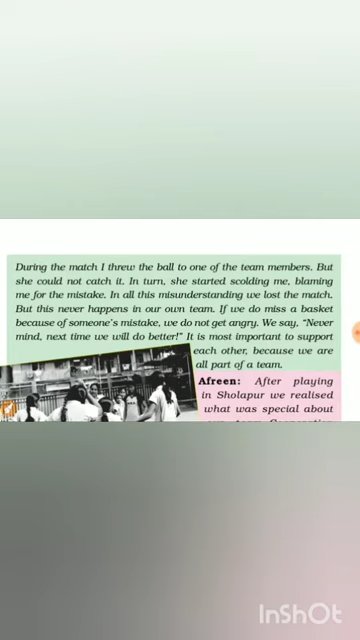 During the match I threw the ball to one of the team members. But
she could not catch it. In turn, she started scolding me, blaming
me for the mistake. In all this misunderstanding we lost the match.
But this never happens in our own team. If we do miss a basket
because of someone's mistake, we do not get angry. We say, "Never
mind, next time we will do better!" It is most important to support
each other, because we are
all part of a team.
Afreen: After playing
in Sholapur we realised
what was special about
InShOt